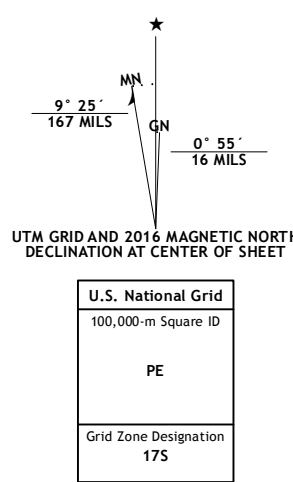 ★
MN
9° 25´
167 MILS
GN
0° 55´
16 MILS
UTM GRID AND 2016 MAGNETIC NORTH
DECLINATION AT CENTER OF SHEET
U.S. National Grid
100,000-m Square ID
PE
Grid Zone Designation
17S